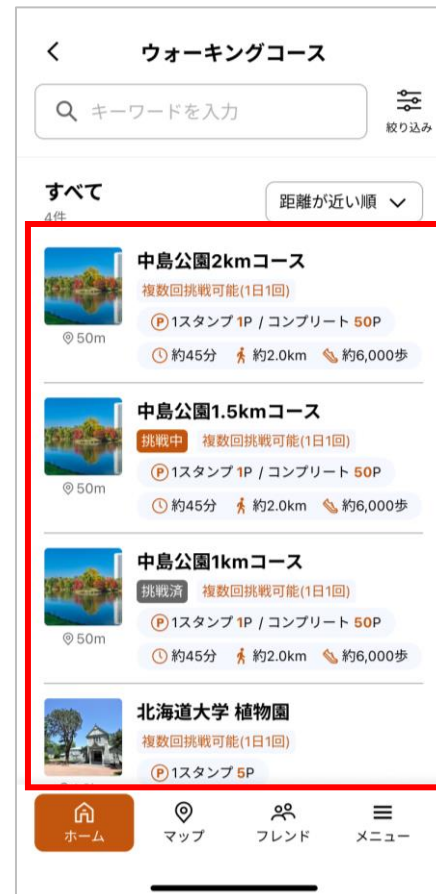 ウォーキングコース
キーワードを入力
絞り込み
すべて
4件
距離が近い順
中島公園2kmコース
複数回挑戦可能(1日1回)
P 1スタンプ 1P / コンプリート 50P
50m
約45分 約2.0km 約6,000歩
中島公園1.5kmコース
挑戦中 複数回挑戦可能(1日1回)
P 1スタンプ 1P / コンプリート 50P
50m
約45分 約2.0km 約6,000歩
中島公園1kmコース
挑戦済 複数回挑戦可能(1日1回)
P 1スタンプ 1P / コンプリート 50P
50m
約45分 約2.0km 約6,000歩
北海道大学 植物園
複数回挑戦可能(1日1回)
P 1スタンプ 5P
ホーム マップ フレンド メニュー